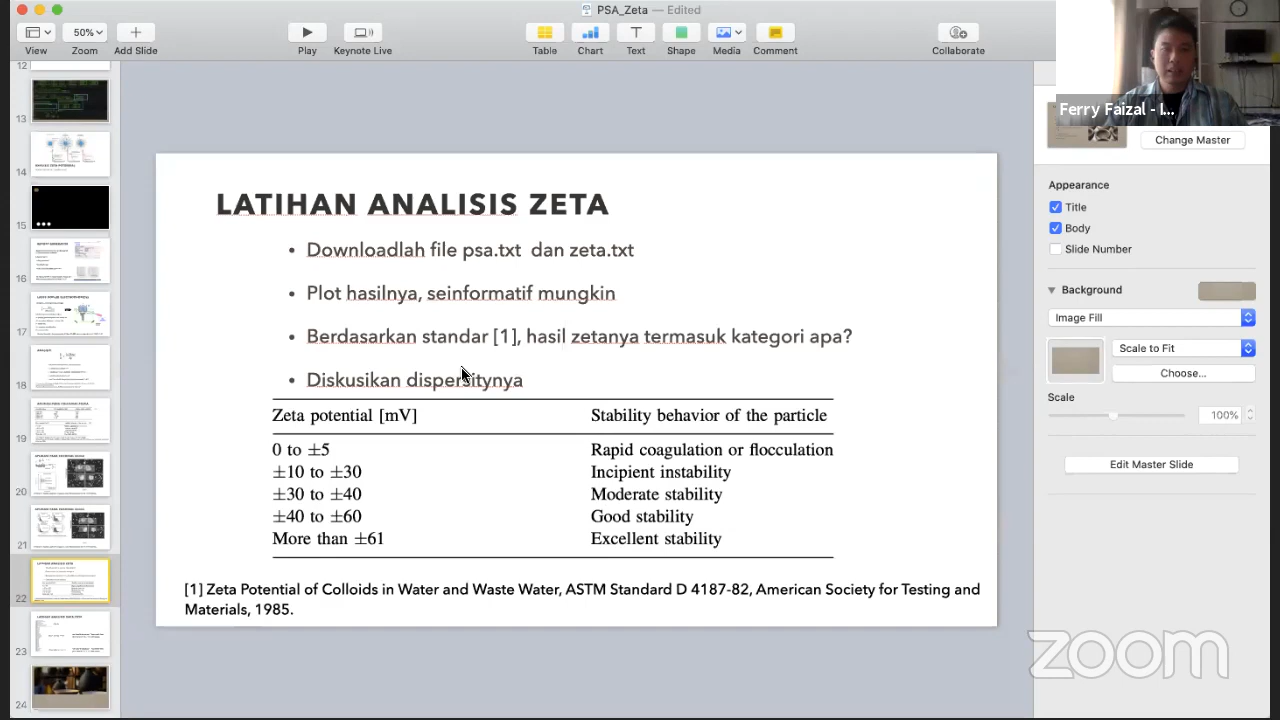 PSA_Zeta — Edited
50%
View
Zoom
Add Slide
Play
Keynote Live
Table
Chart
Text
Shape
Media
Comment
Collaborate
Ferry Faizal - I...
Change Master
Appearance
Title
Body
Slide Number
Background
Image Fill
Scale to Fit
Choose...
Scale
100%
Edit Master Slide
12
13
14
15
16
17
18
19
20
21
22
23
24
LATIHAN ANALISIS ZETA
• Downloadlah file psa.txt dan zeta.txt
• Plot hasilnya, seinformatif mungkin
• Berdasarkan standar [1], hasil zetanya termasuk kategori apa?
• Diskusikan dispersitynya
Zeta potential [mV] Stability behavior of the particle
0 to Rapid coagulation or flocculation
±10 to ±30 Incipient instability
±30 to ±40 Moderate stability
±40 to ±60 Good stability
More than ±61 Excellent stability
[1] Zeta Potential of Colloids in Water and Waste Water, ASTM Standard D 4187-82, American Society for Testing and
Materials, 1985.
zoom